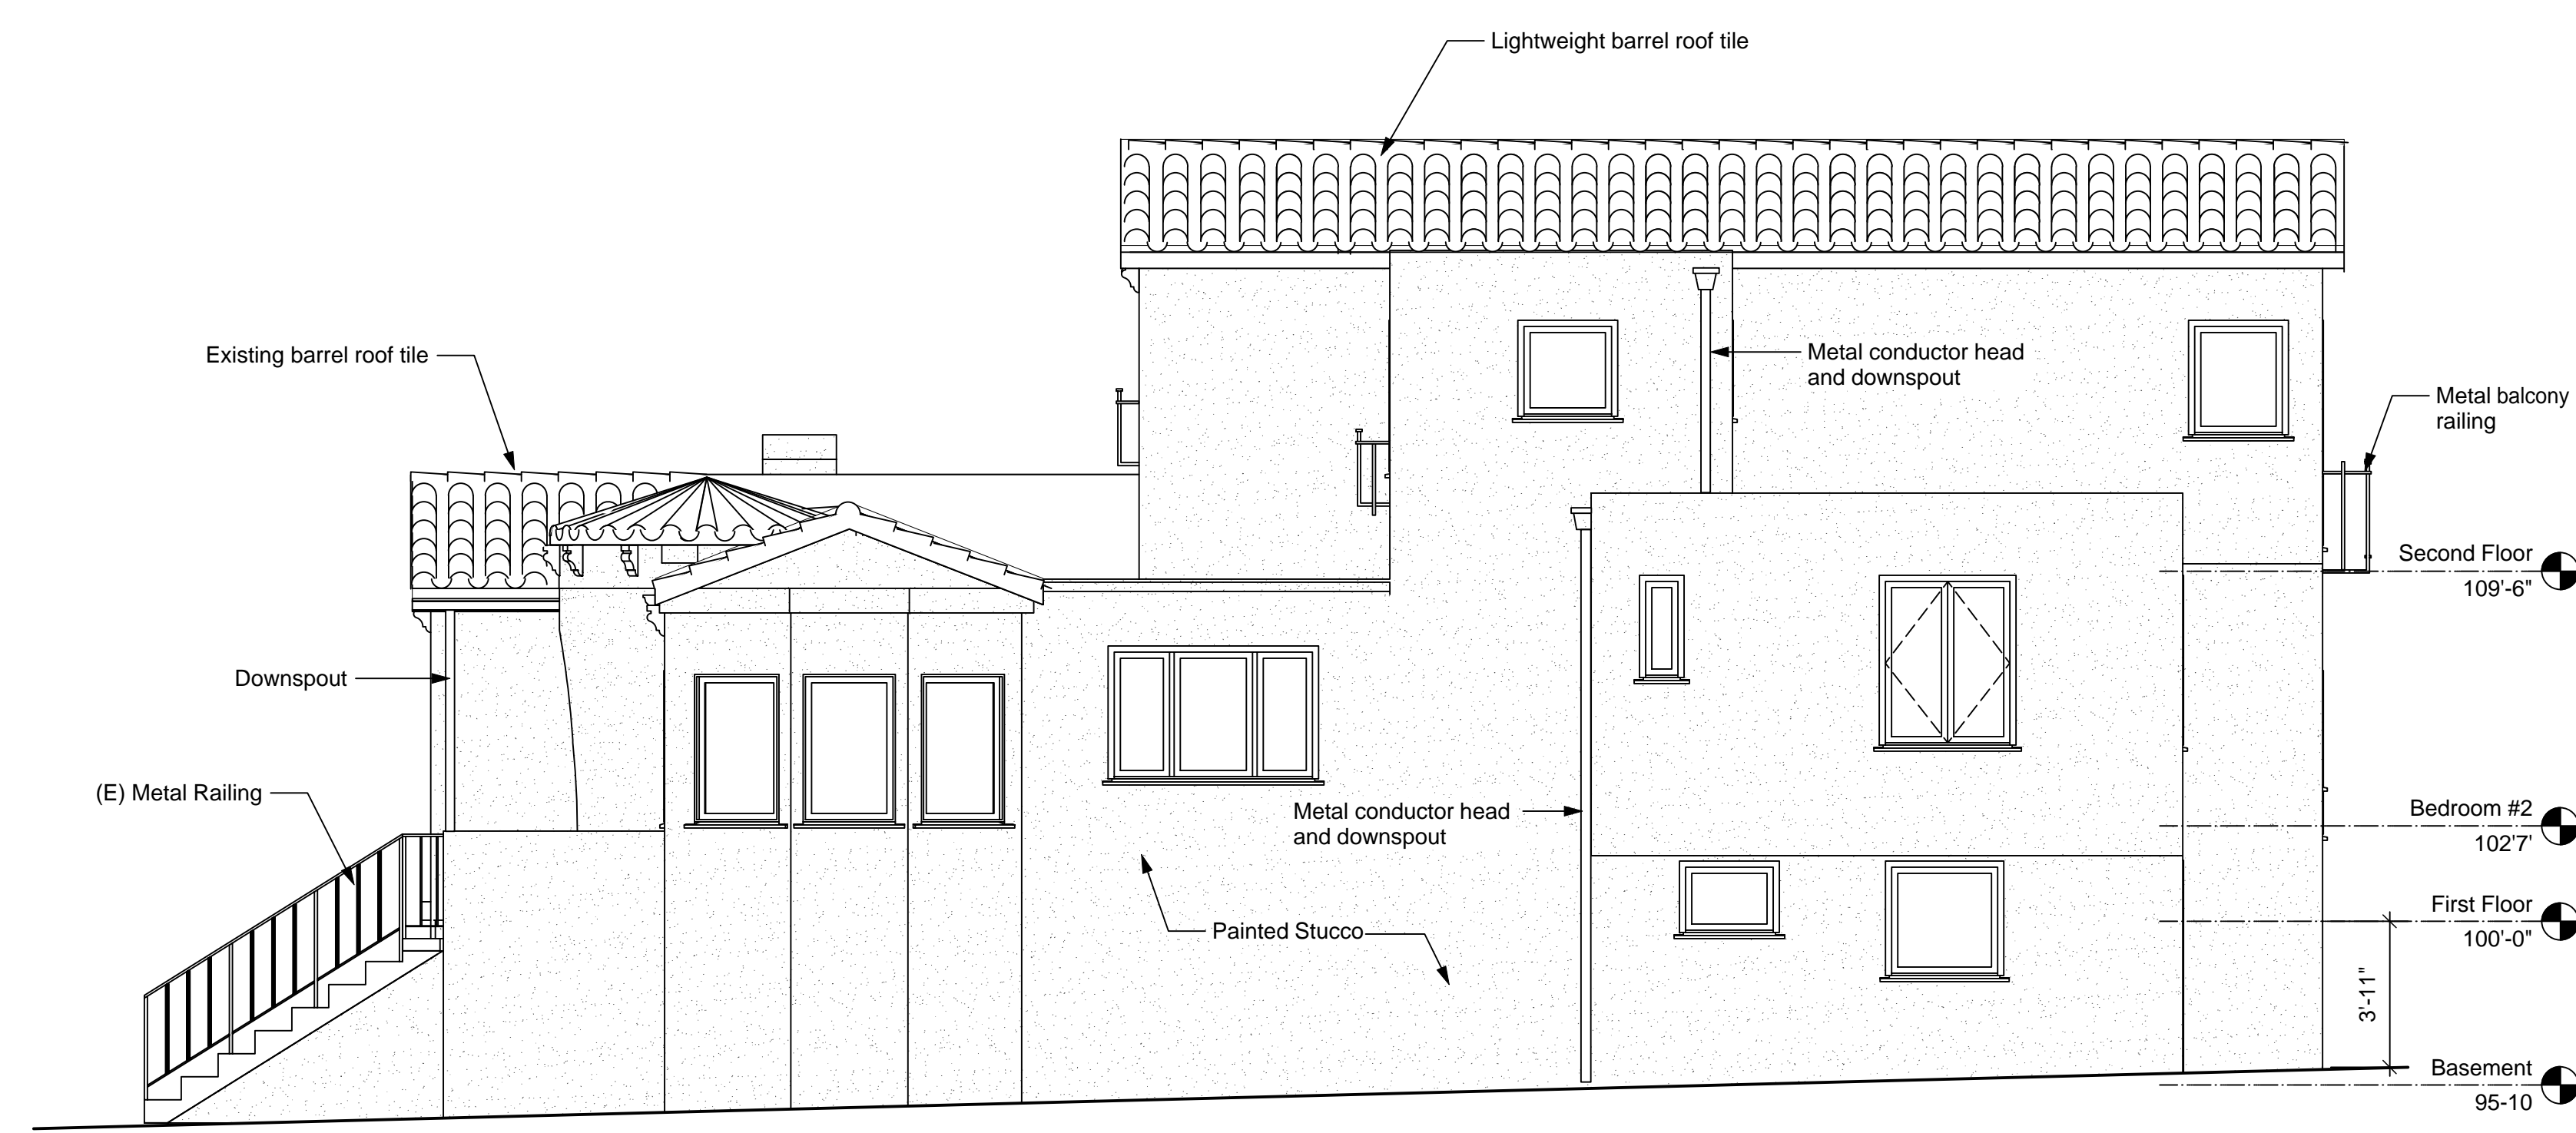 Lightweight barrel roof tile
Existing barrel roof tile
Metal conductor head
and downspout
Metal balcony
railing
Second Floor
109'-6"
Downspout
(E) Metal Railing
Metal conductor head
and downspout
Bedroom #2
102'7'
Painted Stucco
First Floor
100'-0"
3'-11"
Basement
95-10